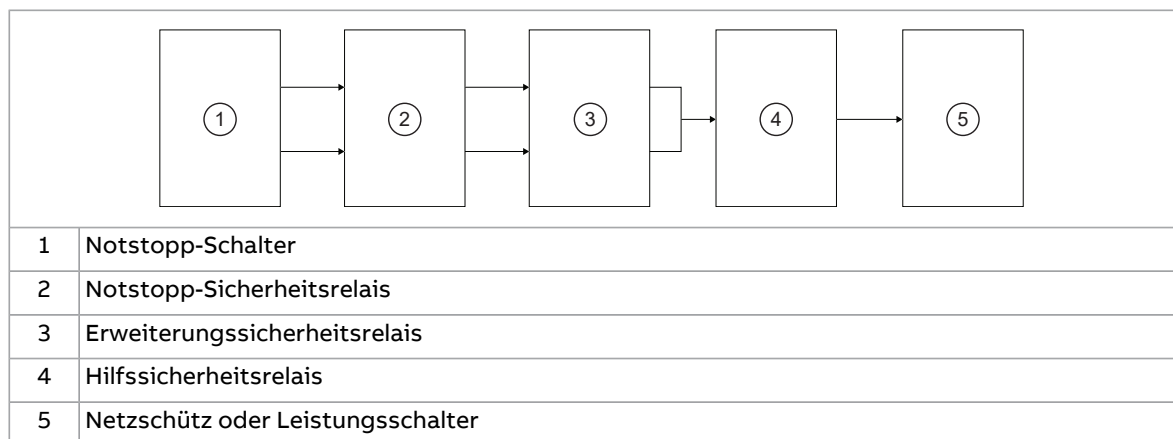 1 2 3 4 5
1 Notstopp-Schalter
2 Notstopp-Sicherheitsrelais
3 Erweiterungssicherheitsrelais
4 Hilfssicherheitsrelais
5 Netzschütz oder Leistungsschalter